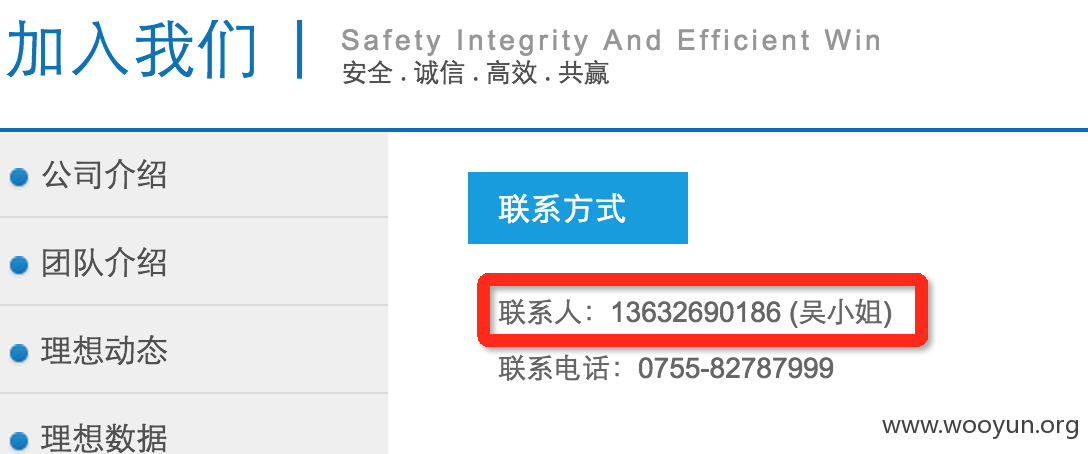 加入我们
Safety Integrity And Efficient Win
安全 . 诚信 . 高效 . 共赢
公司介绍
团队介绍
理想动态
理想数据
联系方式
联系人：13632690186 (吴小姐)
联系电话：0755-82787999
www.wooyun.org